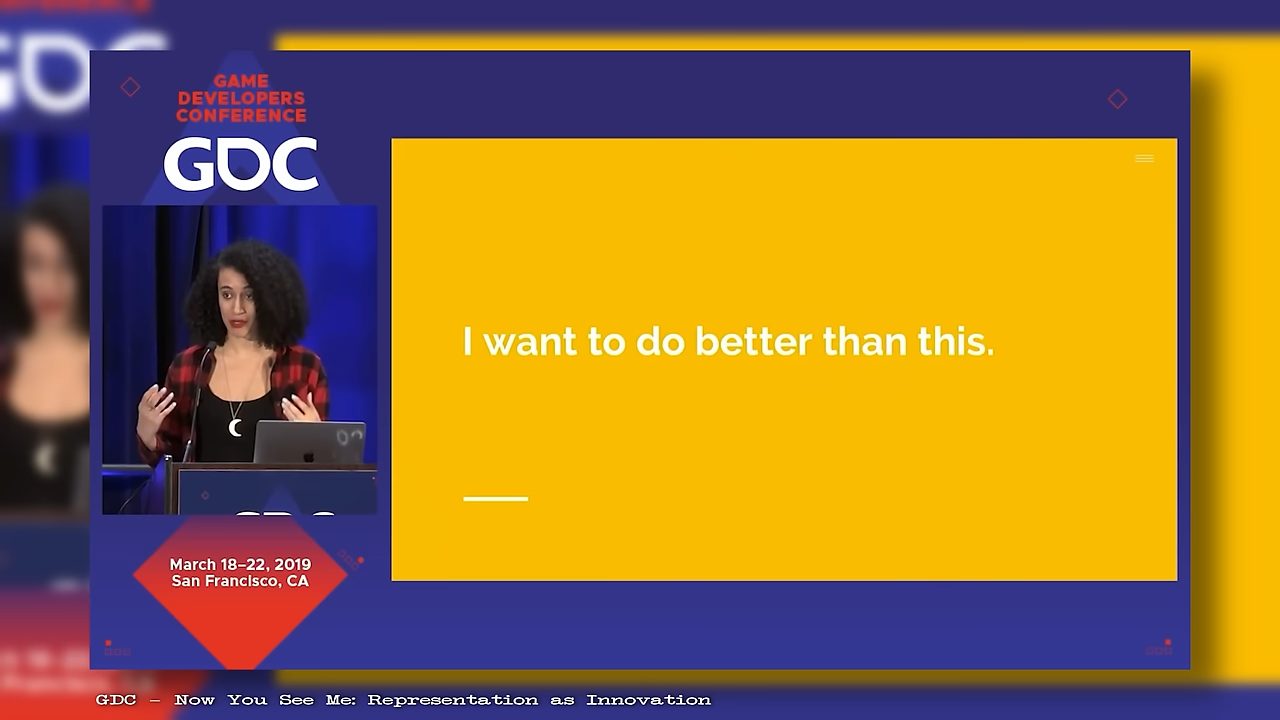 GAME
DEVELOPERS
CONFERENCE
GDC
I want to do better than this.
March 18–22, 2019
San Francisco, CA
GDC – Now You See Me: Representation as Innovation